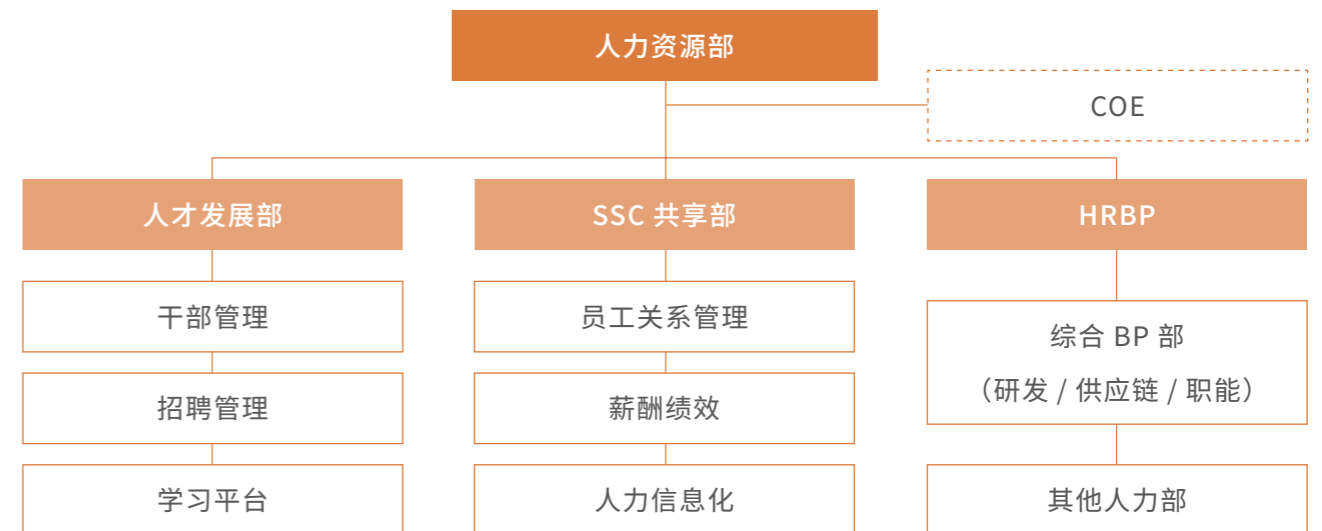 人力资源部
COE
人才发展部
SSC 共享部
HRBP
干部管理
员工关系管理
综合 BP 部
（研发 / 供应链 / 职能）
招聘管理
薪酬绩效
学习平台
人力信息化
其他人力部